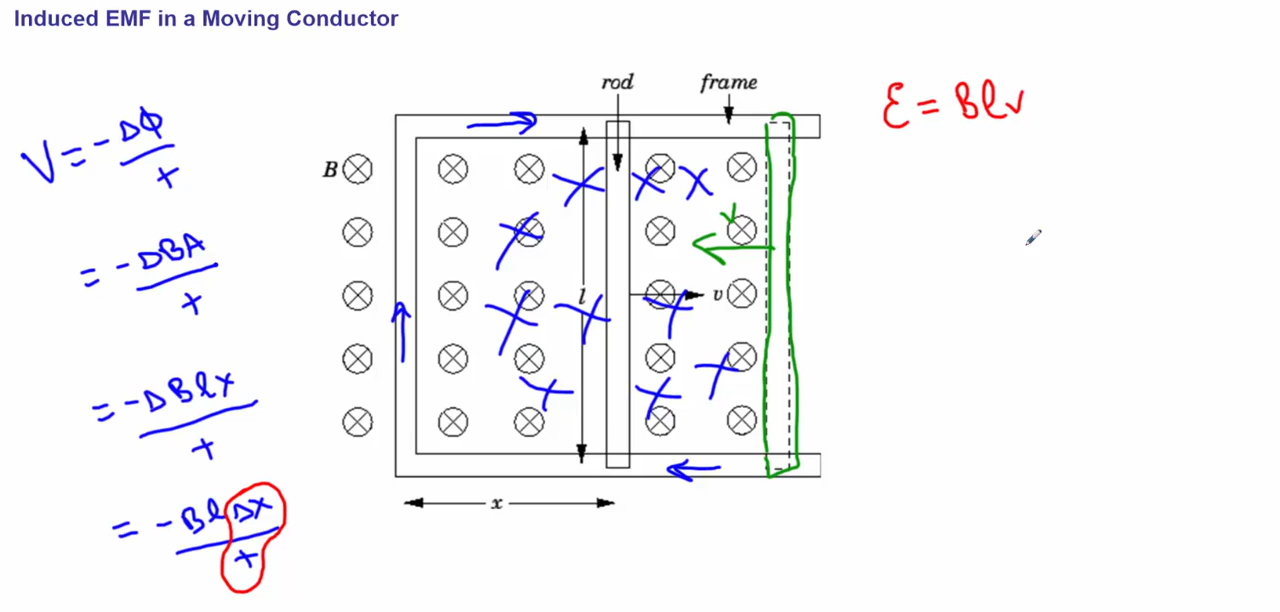 Induced EMF in a Moving Conductor
rod
frame
ℰ = Blv
V = -ΔΦ/t
B
= -ΔBA/t
v
l
v
= -ΔBlx/t
= -BlΔx/t
x